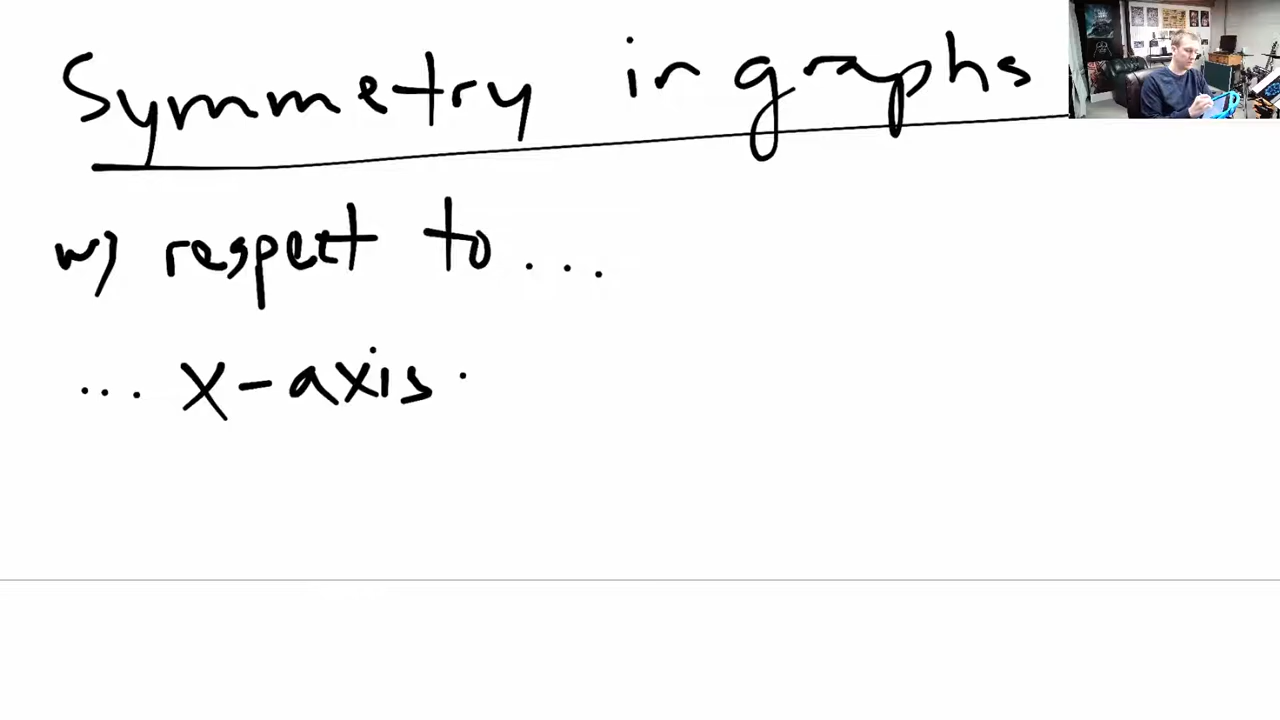 Symmetry in graphs
w/ respect to ...
... x-axis